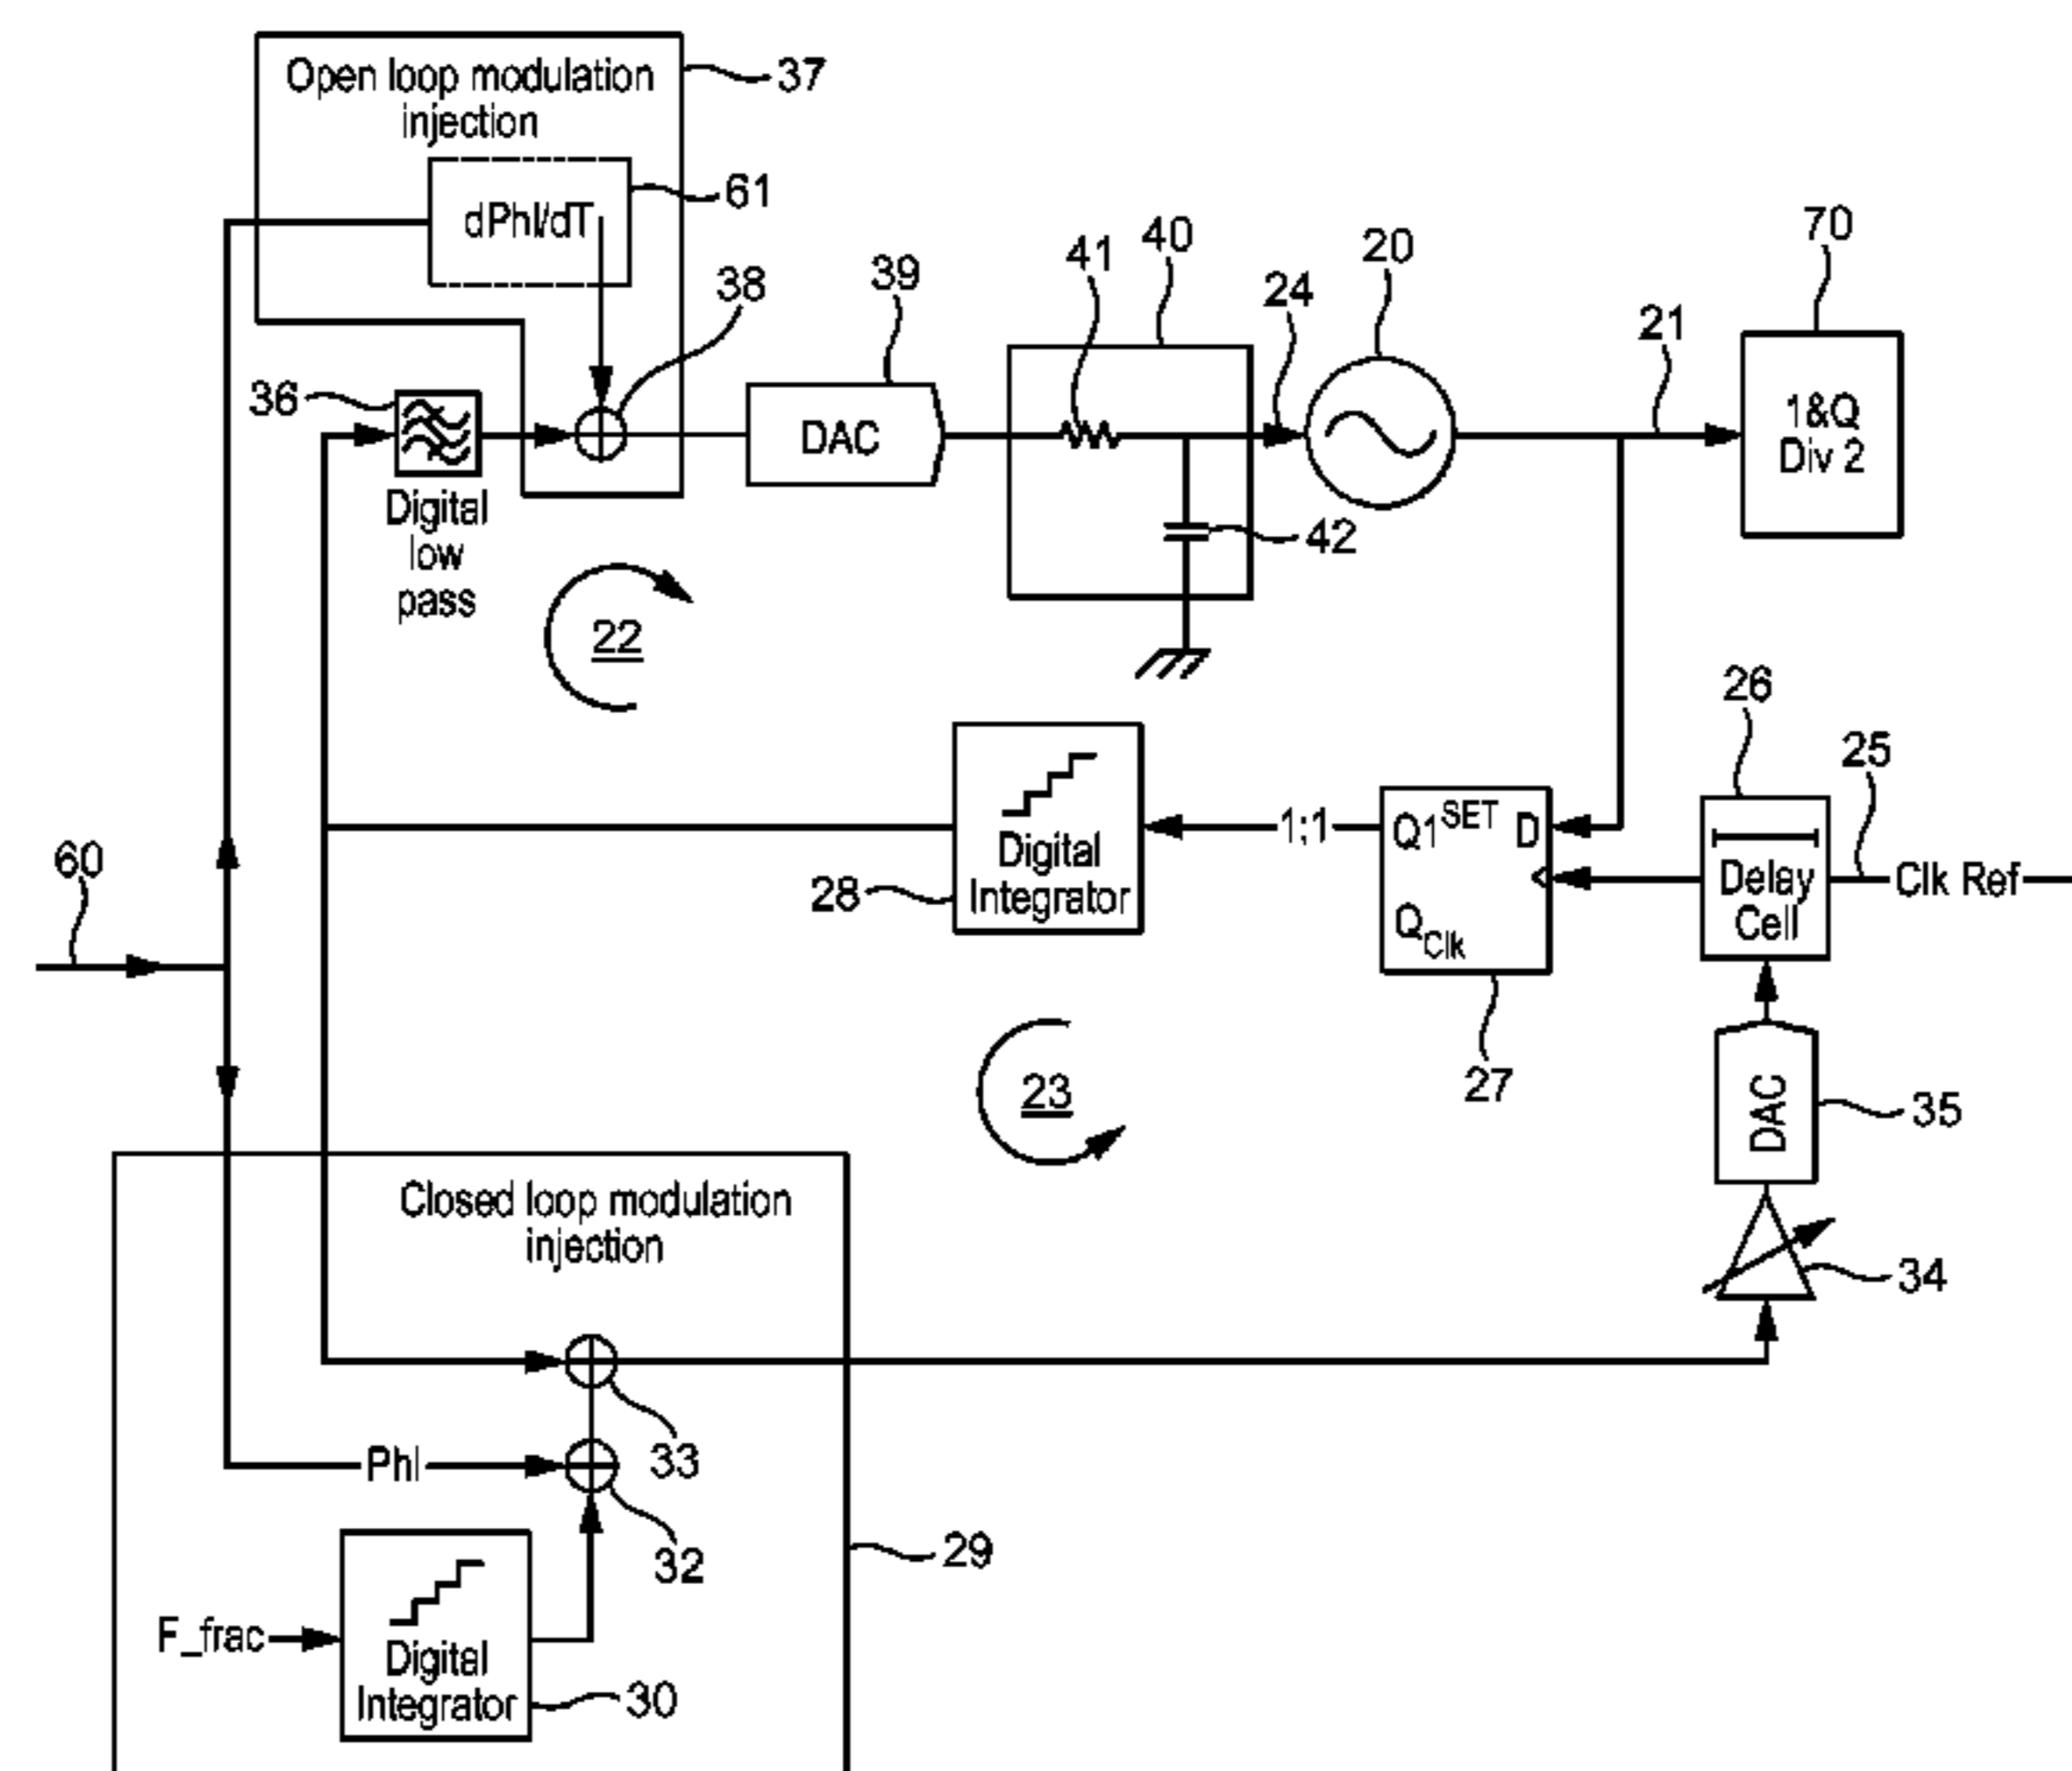 Open loop modulation
injection
37
dPhI/dT
61
38
39
41
40
24
20
21
70
36
DAC
1&Q
Div 2
Digital
low
pass
42
22
26
25
60
28
Digital
Integrator
1;1
Q1 SET D
Q Clk
27
Delay
Cell
Clk Ref
23
DAC
35
Closed loop modulation
injection
34
33
PhI
32
29
F_frac
Digital
Integrator
30